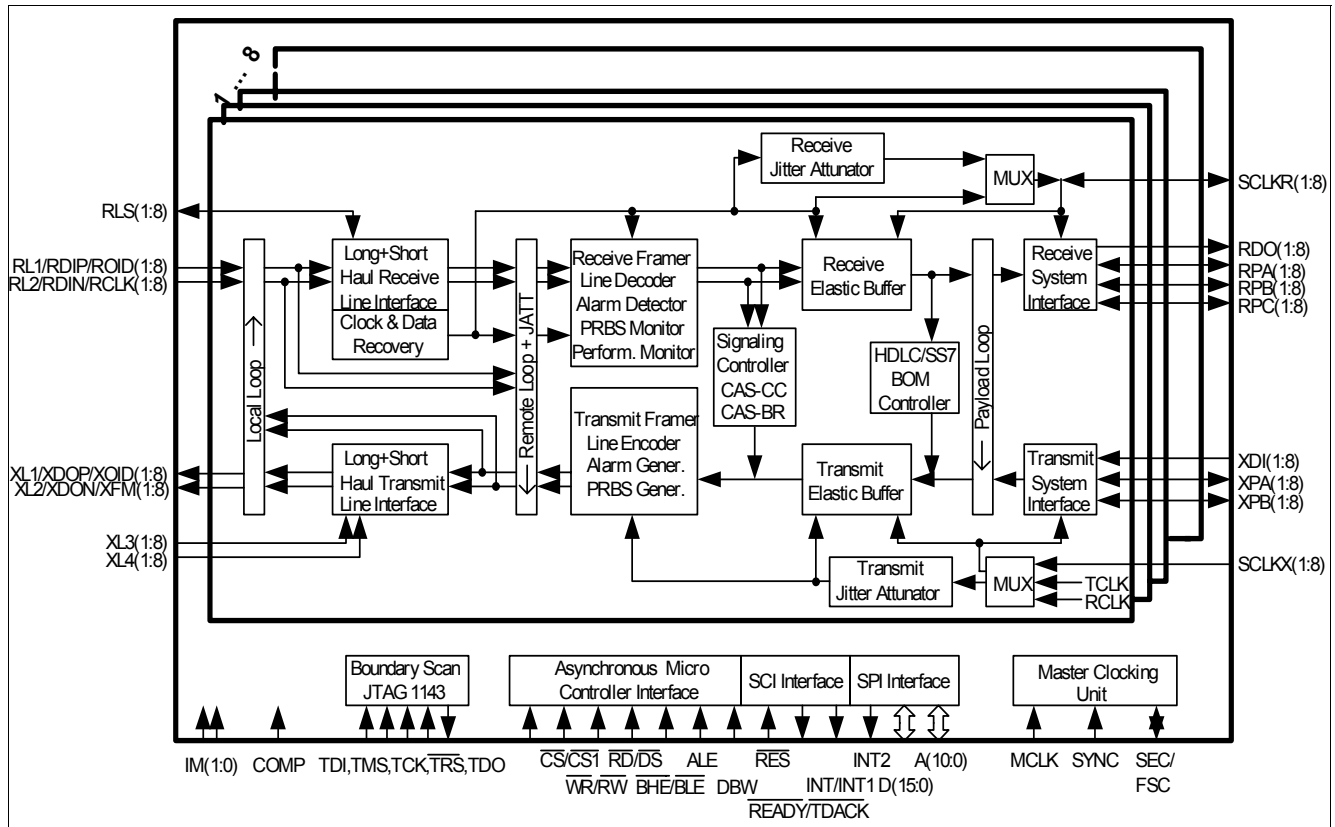 1 .... 8
Receive
Jitter Attunator
MUX
SCLKR(1:8)
RLS(1:8)
RL1/RDIP/ROID(1:8)
RL2/RDIN/RCLK(1:8)
Local Loop
Long+Short
Haul Receive
Line Interface
Clock & Data
Recovery
Remote Loop + JATT
Receive Framer
Line Decoder
Alarm Detector
PRBS Monitor
Perform. Monitor
Signaling
Controller
CAS-CC
CAS-BR
Receive
Elastic Buffer
HDLC/SS7
BOM
Controller
Payload Loop
Receive
System
Interface
RDO(1:8)
RPA(1:8)
RPB(1:8)
RPC(1:8)
XL1/XDOP/XOID(1:8)
XL2/XDON/XFM(1:8)
XL3(1:8)
XL4(1:8)
Long+Short
Haul Transmit
Line Interface
Transmit Framer
Line Encoder
Alarm Gener.
PRBS Gener.
Transmit
Elastic Buffer
Transmit
System
Interface
XDI(1:8)
XPA(1:8)
XPB(1:8)
Transmit
Jitter Attunator
MUX
TCLK
RCLK
SCLKX(1:8)
Boundary Scan
JTAG 1143
Asynchronous Micro
Controller Interface
SCI Interface
SPI Interface
Master Clocking
Unit
IM(1:0)
COMP
TDI,TMS,TCK,TRS,TDO
CS/CS1
RD/DS
ALE
RES
INT2
A(10:0)
MCLK
SYNC
SEC/
FSC
WR/RW
BHE/BLE
DBW
INT/INT1
D(15:0)
READY/TDACK